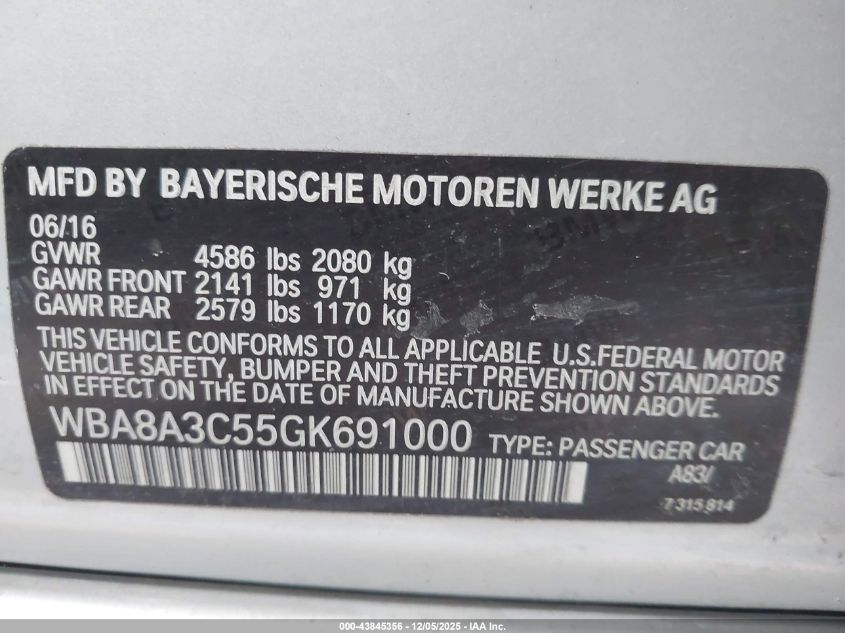 MFD BY BAYERISCHE MOTOREN WERKE AG
06/16
GVWR 4586 lbs 2080 kg
GAWR FRONT 2141 lbs 971 kg
GAWR REAR 2579 lbs 1170 kg
THIS VEHICLE CONFORMS TO ALL APPLICABLE U.S.FEDERAL MOTOR
VEHICLE SAFETY, BUMPER AND THEFT PREVENTION STANDARDS
IN EFFECT ON THE DATE OF MANUFACTURE SHOWN ABOVE.
WBA8A3C55GK691000 TYPE: PASSENGER CAR
A83/
7 315 814
000-43845356 - 12/05/2025 - IAA Inc.